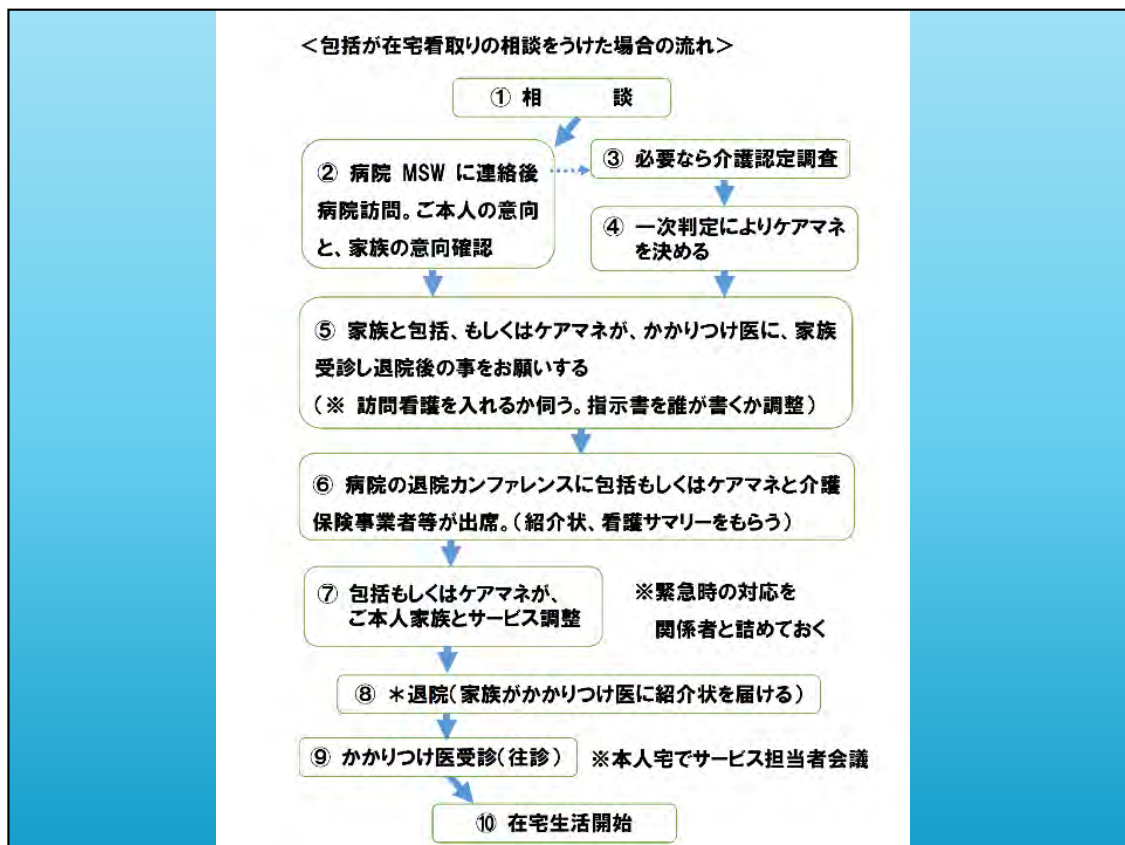 ＜包括が在宅看取りの相談をうけた場合の流れ＞
① 相　　談
② 病院 MSW に連絡後
病院訪問。ご本人の意向
と、家族の意向確認
③ 必要なら介護認定調査
④ 一次判定によりケアマネ
を決める
⑤ 家族と包括、もしくはケアマネが、かかりつけ医に、家族
受診し退院後の事をお願いする
（※ 訪問看護を入れるか伺う。指示書を誰が書くか調整）
⑥ 病院の退院カンファレンスに包括もしくはケアマネと介護
保険事業者等が出席。（紹介状、看護サマリーをもらう）
⑦ 包括もしくはケアマネが、
ご本人家族とサービス調整
※緊急時の対応を
関係者と詰めておく
⑧ ＊退院（家族がかかりつけ医に紹介状を届ける）
⑨ かかりつけ医受診（往診）
※本人宅でサービス担当者会議
⑩ 在宅生活開始